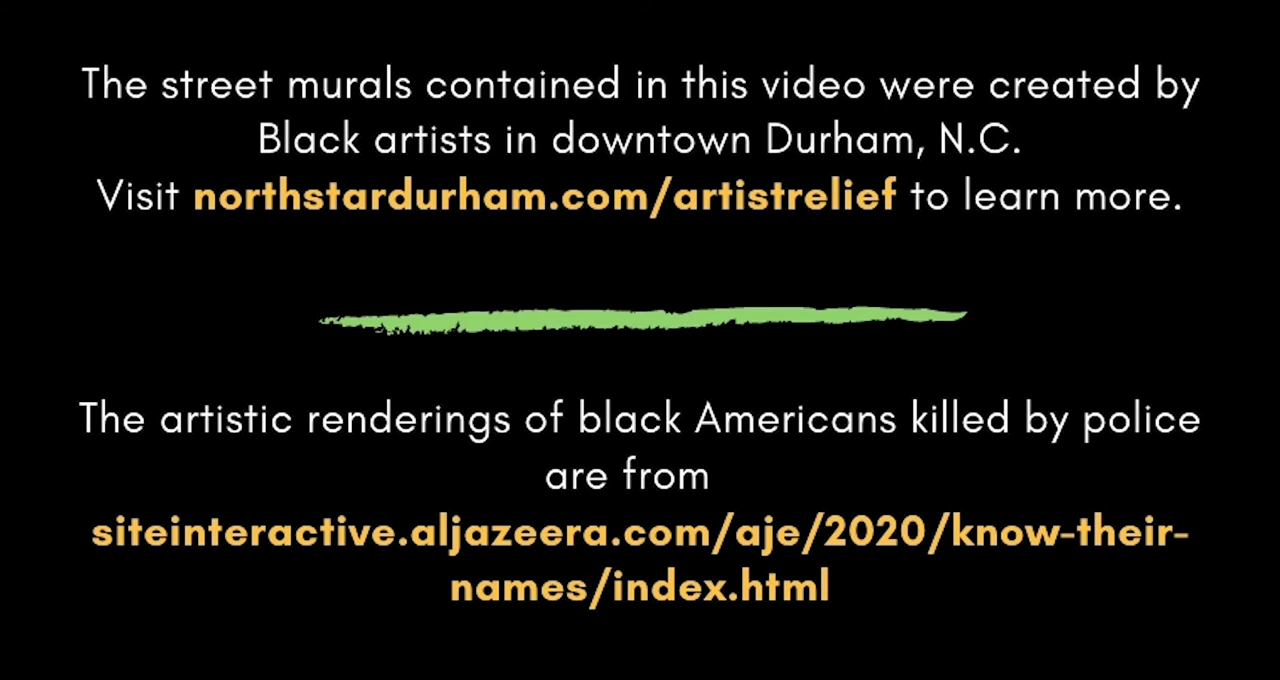 The street murals contained in this video were created by
Black artists in downtown Durham, N.C.
Visit northstardurham.com/artistrelief to learn more.
The artistic renderings of black Americans killed by police
are from
siteinteractive.aljazeera.com/aje/2020/know-their-
names/index.html